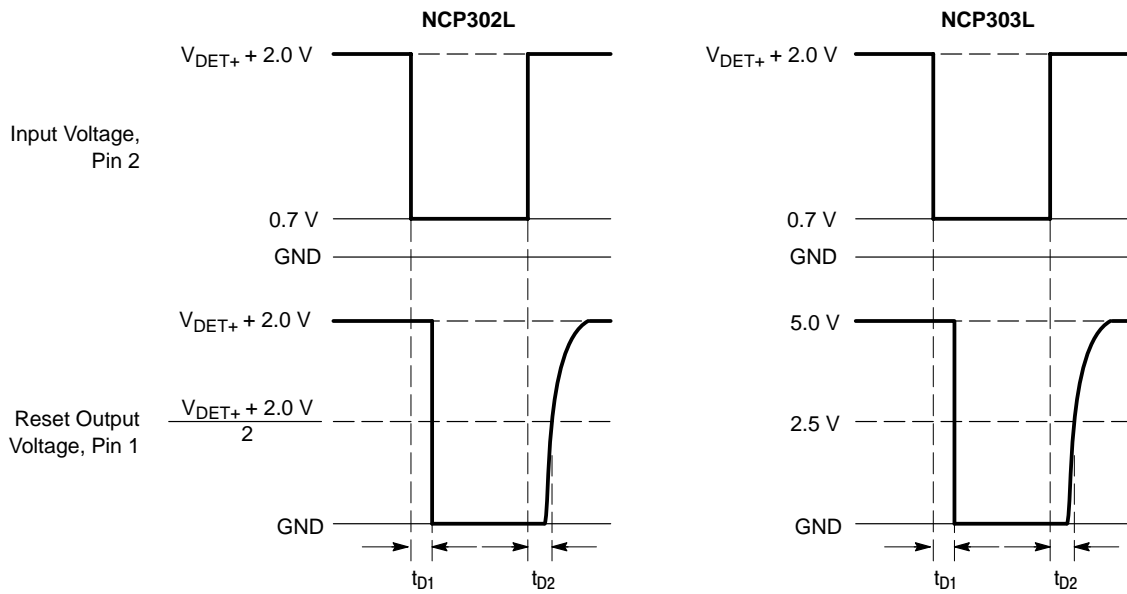 NCP302L
V_DET+ + 2.0 V
Input Voltage,
Pin 2
0.7 V
GND
V_DET+ + 2.0 V
Reset Output
Voltage, Pin 1
V_DET+ + 2.0 V
2
GND
t_D1
t_D2
NCP303L
V_DET+ + 2.0 V
0.7 V
GND
5.0 V
2.5 V
GND
t_D1
t_D2